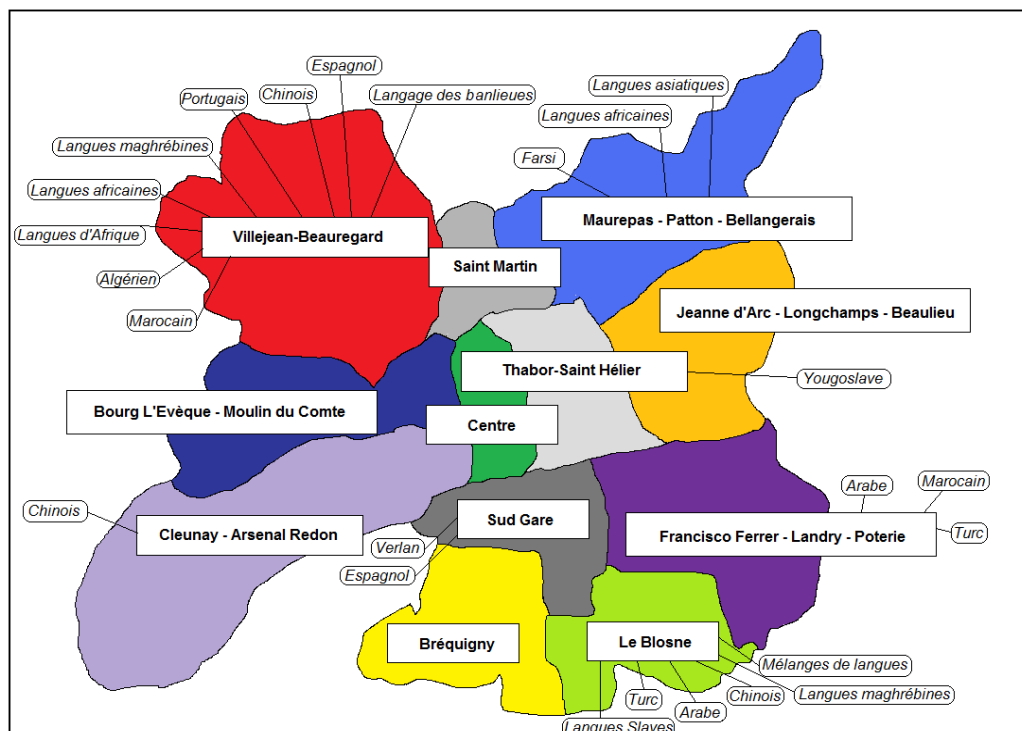 Espagnol
Langues asiatiques
Portugais
Chinois
Langage des banlieues
Langues africaines
Langues maghrébines
Farsi
Langues africaines
Langues d'Afrique
Villejean-Beauregard
Maurepas - Patton - Bellangerais
Algérien
Saint Martin
Marocain
Jeanne d'Arc - Longchamps - Beaulieu
Thabor-Saint Hélier
Yougoslave
Bourg L'Evèque - Moulin du Comte
Centre
Chinois
Cleunay - Arsenal Redon
Sud Gare
Arabe
Marocain
Francisco Ferrer - Landry - Poterie
Turc
Verlan
Espagnol
Bréquigny
Le Blosne
Mélanges de langues
Turc
Chinois
Langues maghrébines
Arabe
Langues Slaves